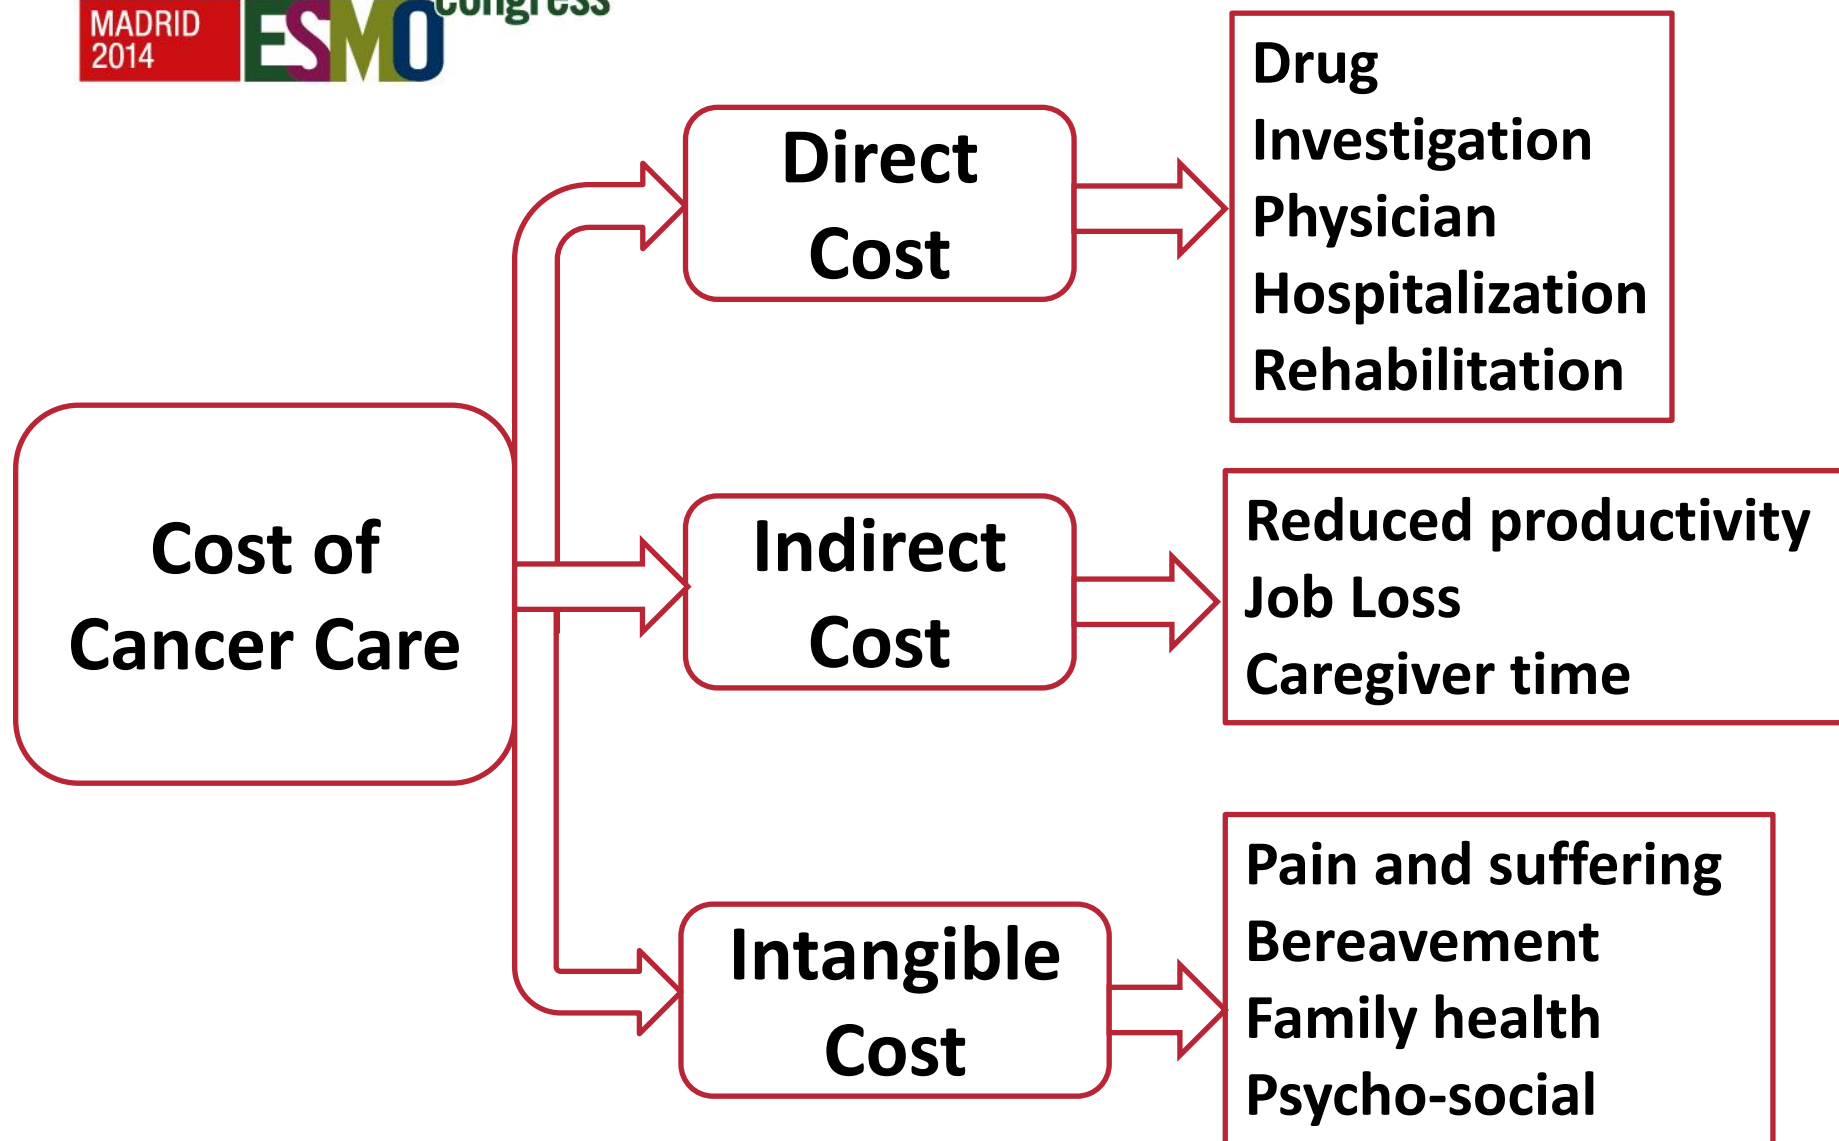 MADRID
2014
ESMO
congress
Cost of
Cancer Care
Direct
Cost
Drug
Investigation
Physician
Hospitalization
Rehabilitation
Indirect
Cost
Reduced productivity
Job Loss
Caregiver time
Intangible
Cost
Pain and suffering
Bereavement
Family health
Psycho-social